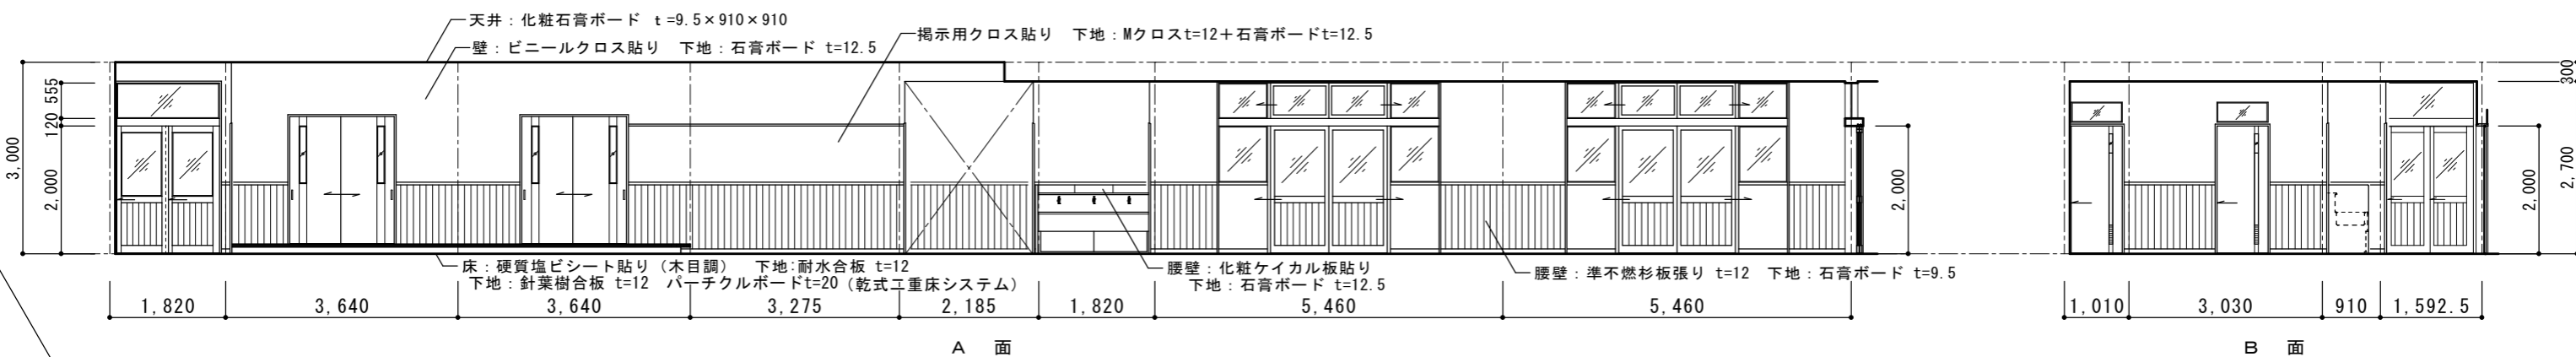 天井：化粧石膏ボード t=9.5×910×910
壁：ビニールクロス貼り 下地：石膏ボード t=12.5
掲示用クロス貼り 下地：Mクロスt=12+石膏ボードt=12.5
3,000
555
120
2,000
2,000
300
2,700
2,000
床：硬質塩ビシート貼り（木目調） 下地：耐水合板 t=12
下地：針葉樹合板 t=12 パーチクルボードt=20（乾式二重床システム）
腰壁：化粧ケイカル板貼り
下地：石膏ボード t=12.5
腰壁：準不燃杉板張り t=12 下地：石膏ボード t=9.5
1,820 3,640 3,640 3,275 2,185 1,820 5,460 5,460
1,010 3,030 910 1,592.5
A 面
B 面